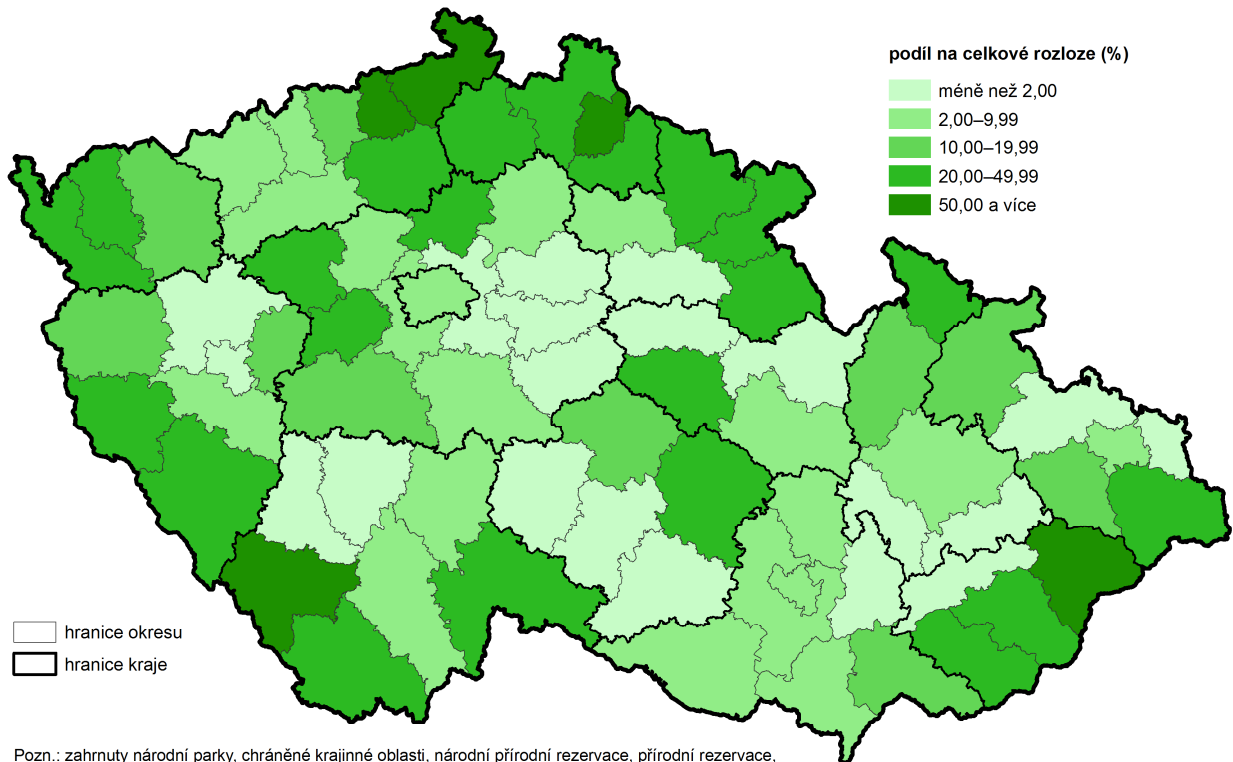 podíl na celkové rozloze (%)
méně než 2,00
2,00–9,99
10,00–19,99
20,00–49,99
50,00 a více
hranice okresu
hranice kraje
Pozn.: zahrnuty národní parky, chráněné krajinné oblasti, národní přírodní rezervace, přírodní rezervace,